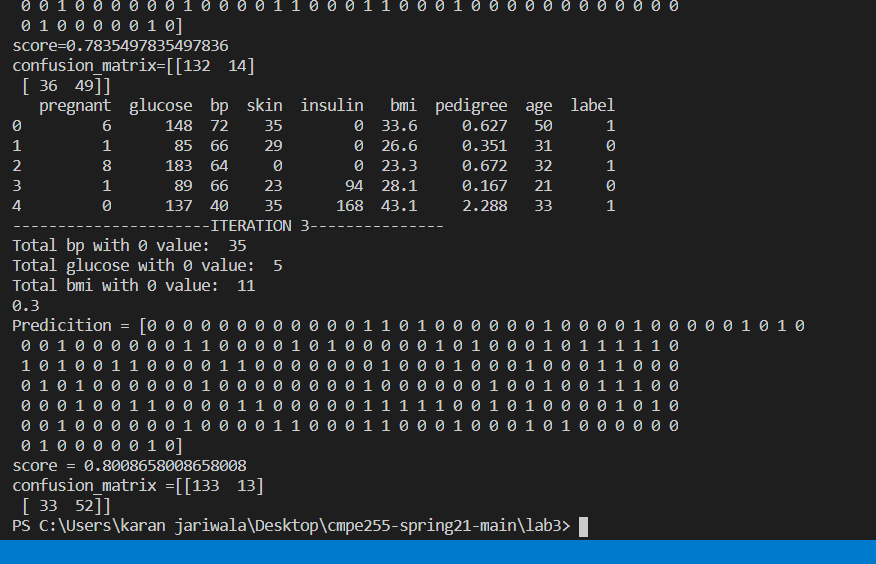 0 0 1 0 0 0 0 0 0 1 0 0 0 0 1 1 0 0 0 1 1 0 0 0 1 0 0 0 0 0 0 0 0 0 0 0 0
0 1 0 0 0 0 0 1 0]
score=0.7835497835497836
confusion_matrix=[[132 14]
[ 36 49]]
pregnant glucose bp skin insulin bmi pedigree age label
0 6 148 72 35 0 33.6 0.627 50 1
1 1 85 66 29 0 26.6 0.351 31 0
2 8 183 64 0 0 23.3 0.672 32 1
3 1 89 66 23 94 28.1 0.167 21 0
4 0 137 40 35 168 43.1 2.288 33 1
----------------------ITERATION 3---------------
Total bp with 0 value: 35
Total glucose with 0 value: 5
Total bmi with 0 value: 11
0.3
Predicition = [0 0 0 0 0 0 0 0 0 0 0 0 1 1 0 1 0 0 0 0 0 0 1 0 0 0 0 1 0 0 0 0 0 1 0 1 0
0 0 1 0 0 0 0 0 0 1 1 0 0 0 0 1 0 1 0 0 0 0 0 1 0 1 0 0 0 1 0 1 1 1 1 1 0
1 0 1 0 0 1 1 0 0 0 0 1 1 0 0 0 0 0 0 0 1 0 0 0 1 0 0 0 1 0 0 0 1 1 0 0 0
0 1 0 1 0 0 0 0 0 0 1 0 0 0 0 0 0 0 0 1 0 0 0 0 0 0 1 0 0 1 0 0 1 1 1 0 0
0 0 0 1 0 0 1 1 0 0 0 0 1 1 0 0 0 0 0 1 1 1 1 1 0 0 1 0 1 0 0 0 0 1 0 1 0
0 0 1 0 0 0 0 0 0 1 0 0 0 0 1 1 0 0 0 1 1 0 0 0 1 0 0 0 1 0 1 0 0 0 0 0 0
0 1 0 0 0 0 0 1 0]
score = 0.8008658008658008
confusion_matrix =[[133 13]
[ 33 52]]
PS C:\Users\karan jariwala\Desktop\cmpe255-spring21-main\lab3>